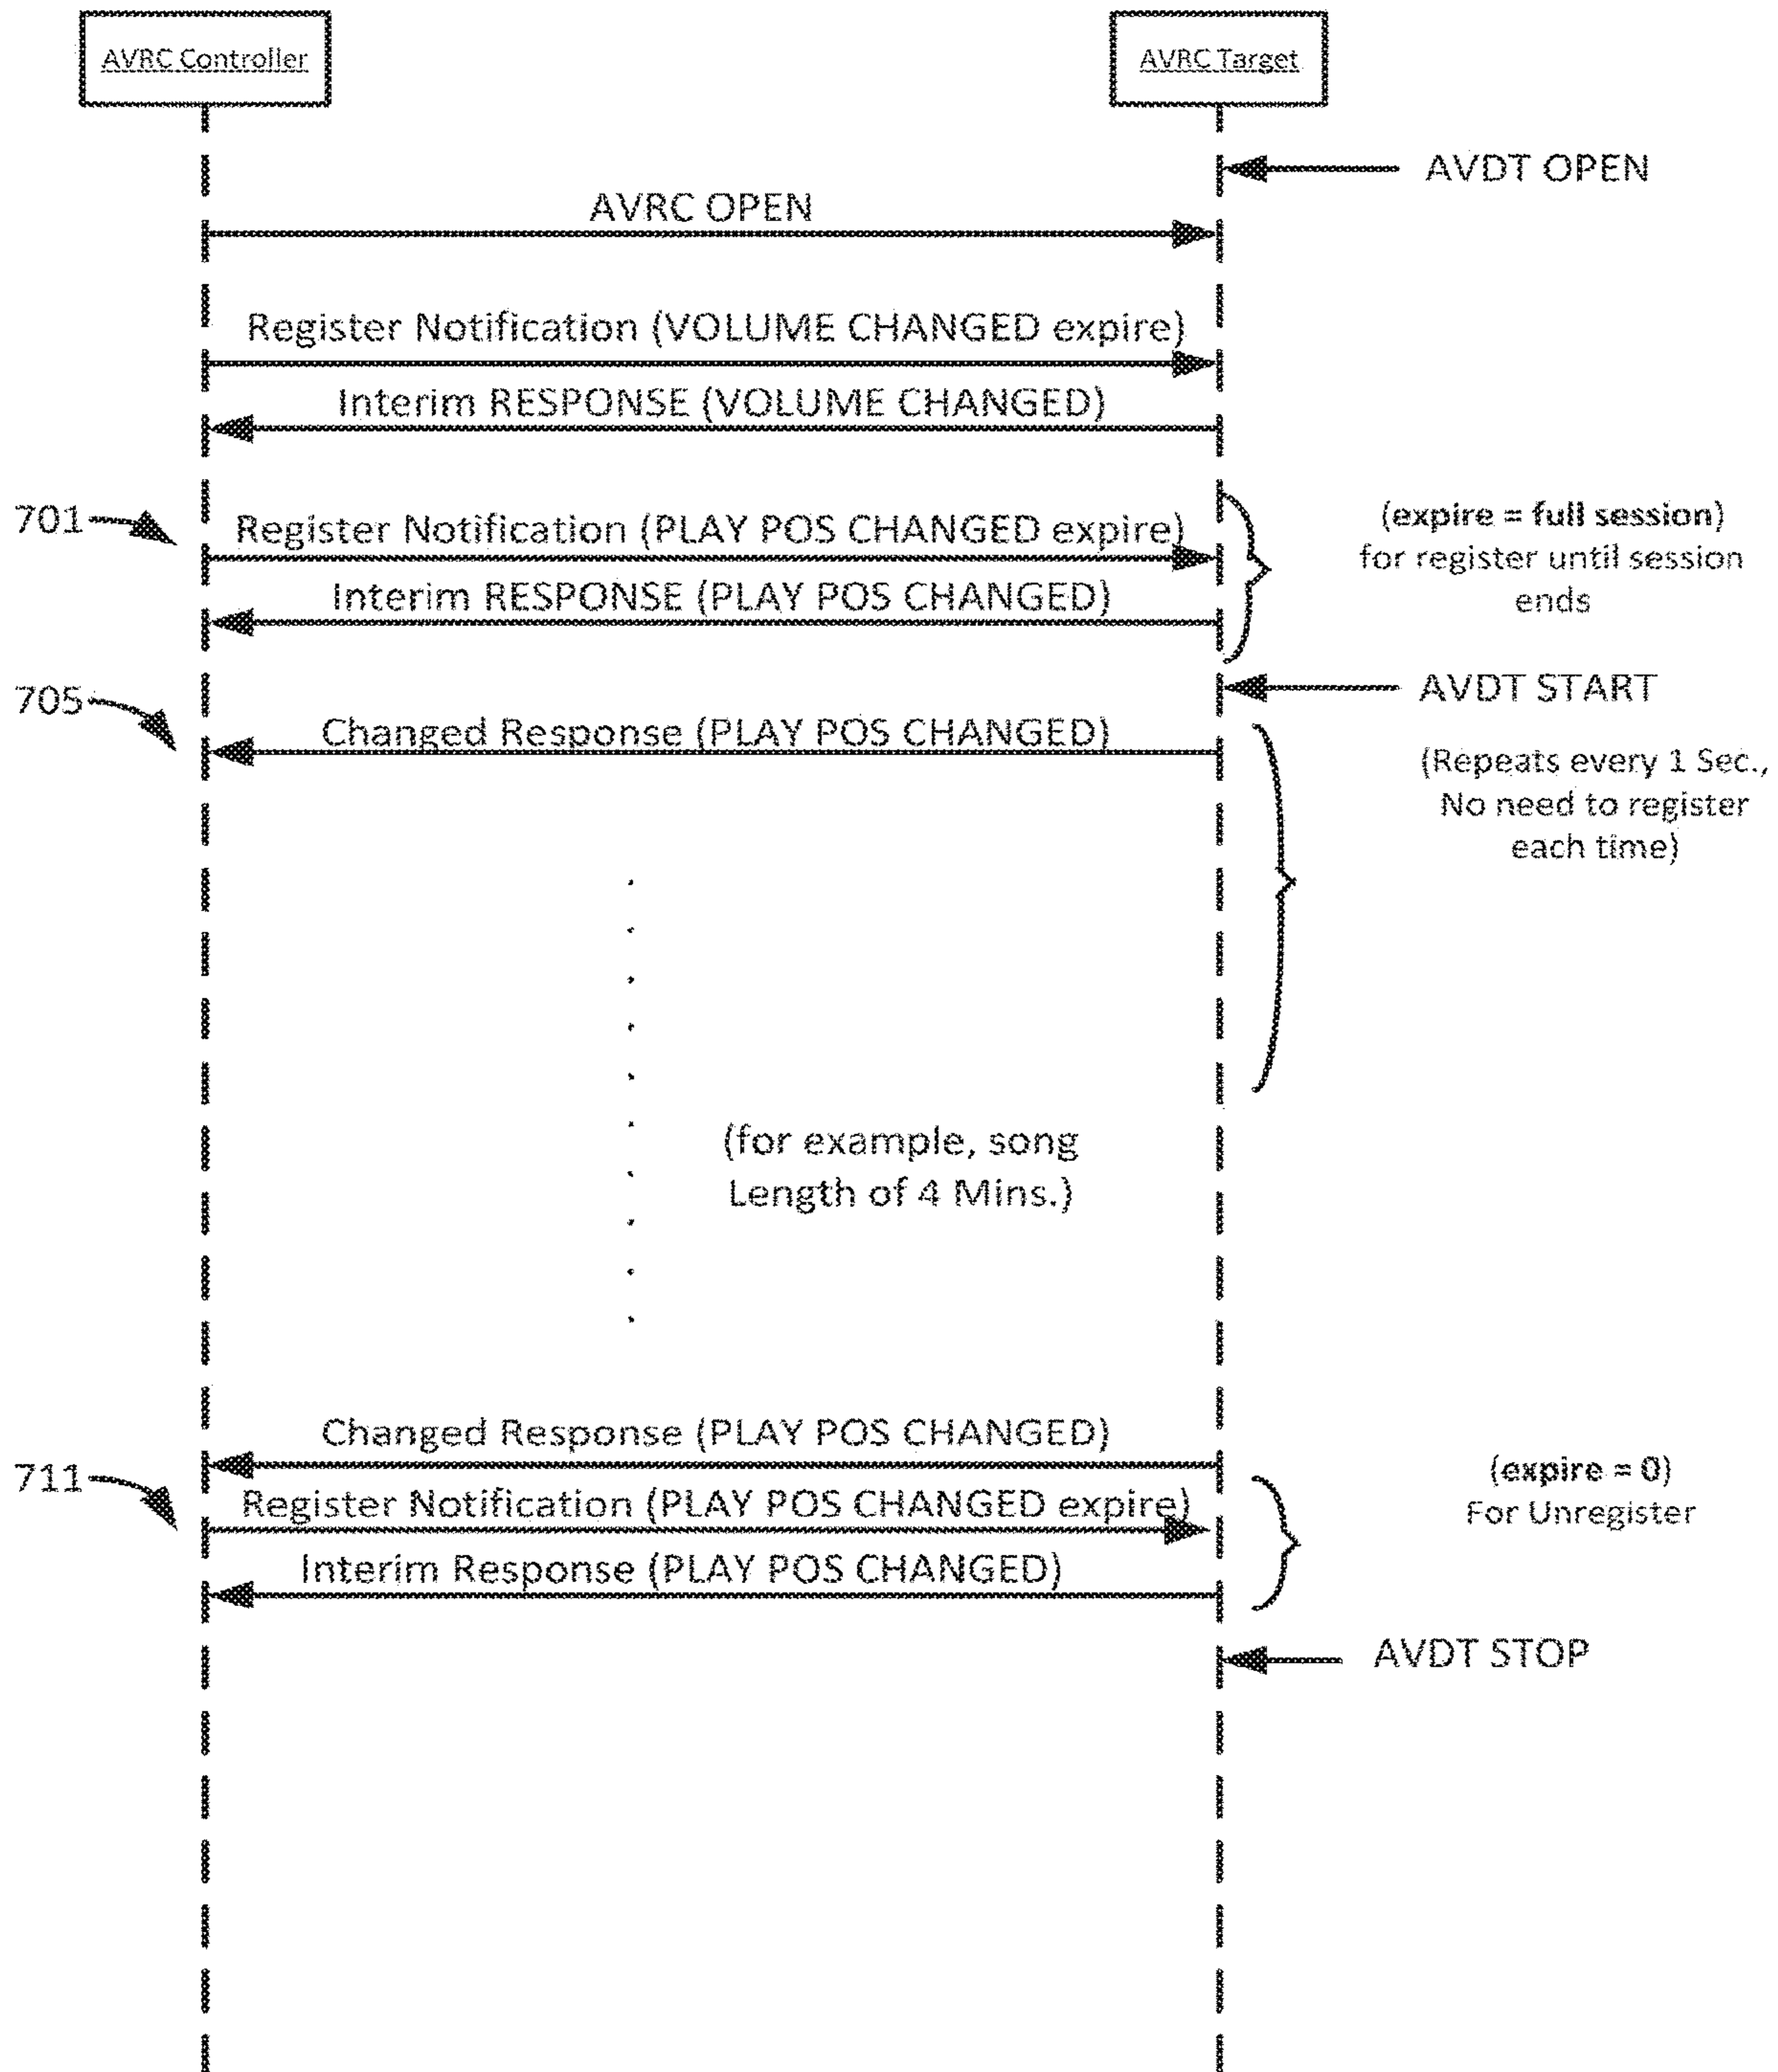 AVRC Controller
AVRC Target
AVDT OPEN
AVRC OPEN
Register Notification (VOLUME CHANGED expire)
Interim RESPONSE (VOLUME CHANGED)
701
Register Notification (PLAY POS CHANGED expire)
(expire = full session)
for register until session
ends
Interim RESPONSE (PLAY POS CHANGED)
705
AVDT START
Changed Response (PLAY POS CHANGED)
(Repeats every 1 Sec.,
No need to register
each time)
(for example, song
Length of 4 Mins.)
Changed Response (PLAY POS CHANGED)
711
Register Notification (PLAY POS CHANGED expire)
(expire = 0)
For Unregister
Interim Response (PLAY POS CHANGED)
AVDT STOP